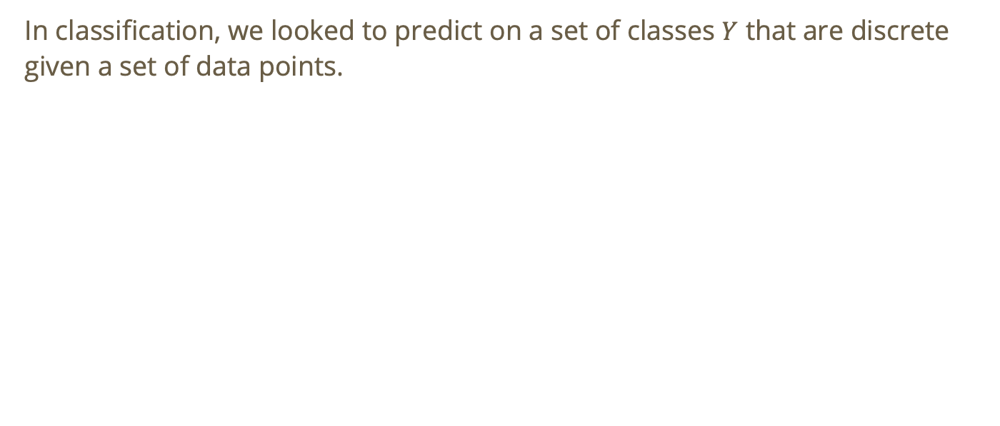 In classification, we looked to predict on a set of classes Y that are discrete
given a set of data points.